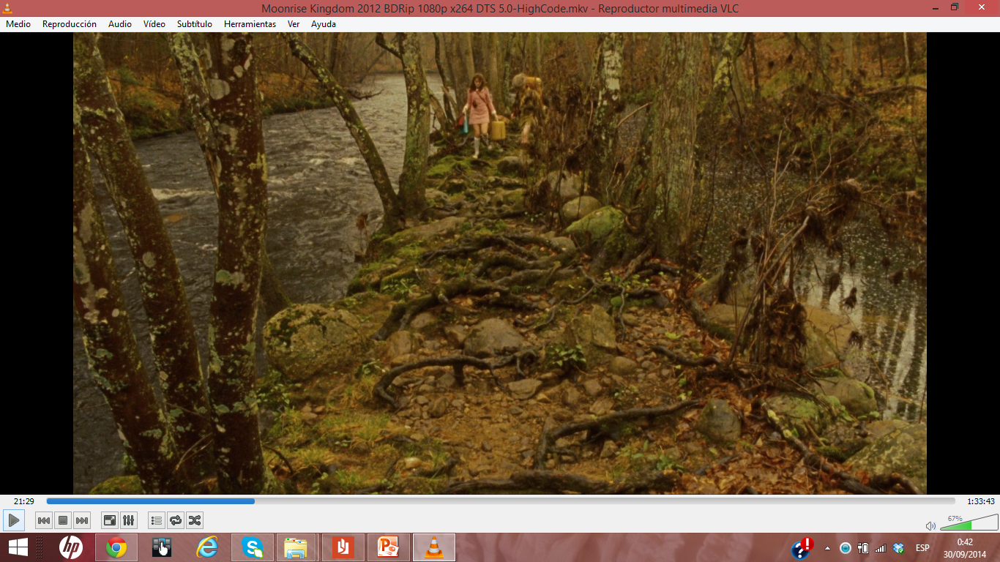 Moonrise Kingdom 2012 BDRip 1080p x264 DTS 5.0-HighCode.mkv - Reproductor multimedia VLC
Medio Reproducción Audio Vídeo Subtítulo Herramientas Ver Ayuda
21:29 1:33:43
67%
hp ESP 0:42
30/09/2014